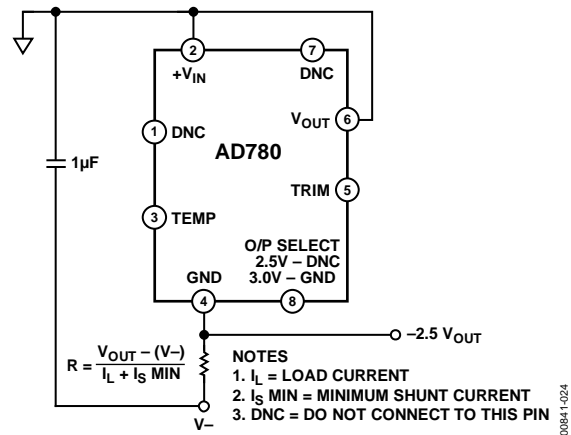 2
7
+VIN
DNC
VOUT 6
1 DNC
AD780
1µF
TRIM 5
3 TEMP
O/P SELECT
2.5V – DNC
3.0V – GND
GND
4
8
–2.5 VOUT
R = VOUT – (V–)
IL + IS MIN
NOTES
1. IL = LOAD CURRENT
2. IS MIN = MINIMUM SHUNT CURRENT
3. DNC = DO NOT CONNECT TO THIS PIN
V–
00841-024